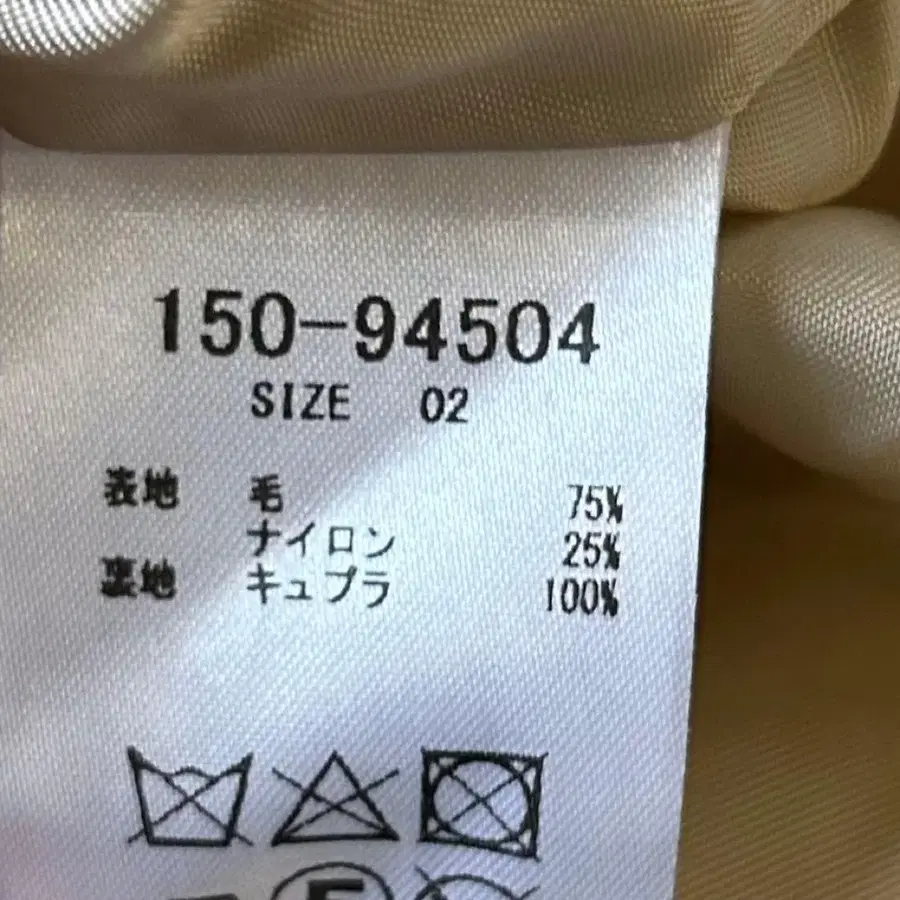 150-94504
SIZE 02
表地 毛 75%
ナイロン 25%
裏地 キュプラ 100%